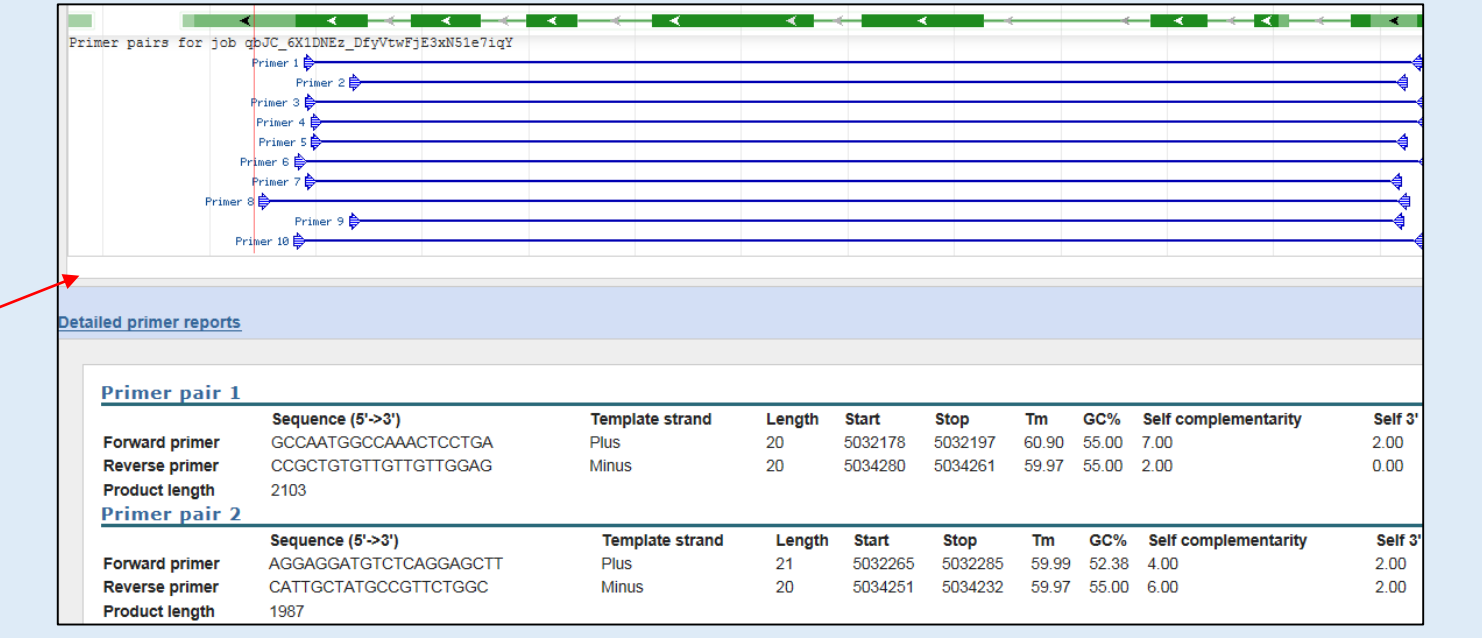 Primer pairs for job qbJC_6X1DNEz_DfyVtwFjE3xN51e7iqY
Primer 1
Primer 2
Primer 3
Primer 4
Primer 5
Primer 6
Primer 7
Primer 8
Primer 9
Primer 10
Detailed primer reports
Primer pair 1
Sequence (5'->3') Template strand Length Start Stop Tm GC% Self complementarity Self 3'
Forward primer GCCAATGGCCAAACTCCTGA Plus 20 5032178 5032197 60.90 55.00 7.00 2.00
Reverse primer CCGCTGTGTTGTTGTTGGAG Minus 20 5034280 5034261 59.97 55.00 2.00 0.00
Product length 2103
Primer pair 2
Sequence (5'->3') Template strand Length Start Stop Tm GC% Self complementarity Self 3'
Forward primer AGGAGGATGTCTCAGGAGCTT Plus 21 5032265 5032285 59.99 52.38 4.00 2.00
Reverse primer CATTGCTATGCCGTTCTGGC Minus 20 5034251 5034232 59.97 55.00 6.00 2.00
Product length 1987